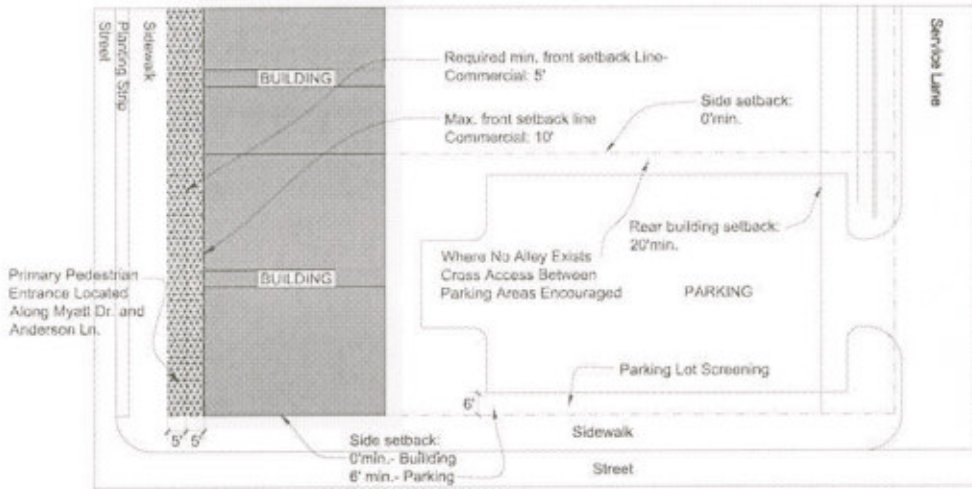 Street
Planting Strip
Sidewalk
BUILDING
Required min. front setback Line-
Commercial: 5'
Max. front setback line
Commercial: 10'
Side setback:
0'min.
Service Lane
Primary Pedestrian
Entrance Located
Along Myatt Dr. and
Anderson Ln.
BUILDING
Where No Alley Exists
Cross Access Between
Parking Areas Encouraged
Rear building setback:
20'min.
PARKING
Parking Lot Screening
6'
5' 5'
Side setback:
0'min.- Building
6' min.- Parking
Sidewalk
Street